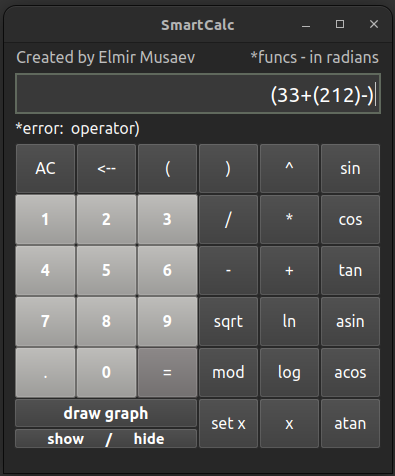 SmartCalc
Created by Elmir Musaev *funcs - in radians
(33+(212)-)
*error: operator)
AC <-- ( ) ^ sin
1 2 3 / * cos
4 5 6 - + tan
7 8 9 sqrt ln asin
. 0 = mod log acos
draw graph set x x atan
show / hide